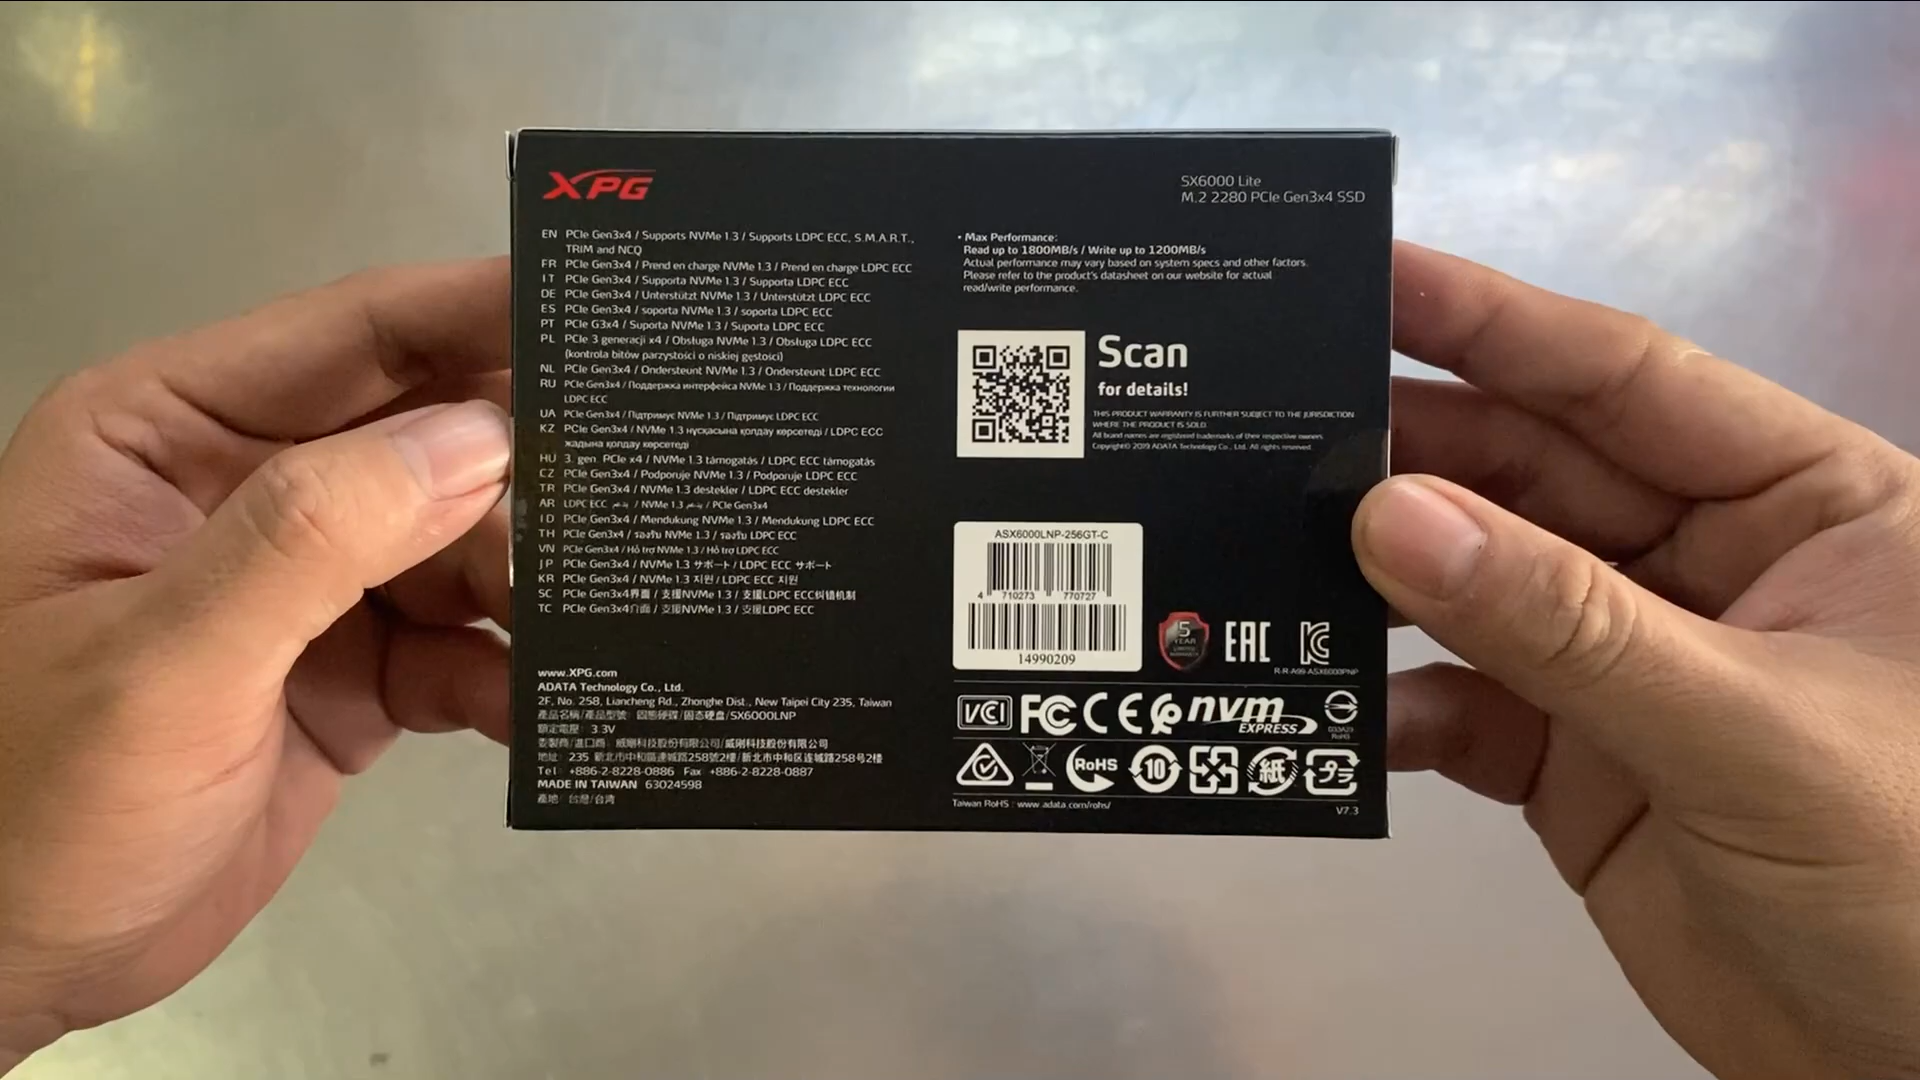 XPG
SX6000 Lite
M.2 2280 PCIe Gen3x4 SSD
EN PCIe Gen3x4 / Supports NVMe 1.3 / Supports LDPC ECC, S.M.A.R.T.,
TRIM and NCQ
FR PCIe Gen3x4 / Prend en charge NVMe 1.3 / Prend en charge LDPC ECC
IT PCIe Gen3x4 / Supporta NVMe 1.3 / Supporta LDPC ECC
DE PCIe Gen3x4 / Unterstützt NVMe 1.3 / Unterstützt LDPC ECC
ES PCIe Gen3x4 / soporta NVMe 1.3 / soporta LDPC ECC
PT PCIe G3x4 / Suporta NVMe 1.3 / Suporta LDPC ECC
PL PCIe 3 generacji x4 / Obsługa NVMe 1.3 / Obsługa LDPC ECC
(kontrola bitów parzystości o niskiej gęstości)
NL PCIe Gen3x4 / Ondersteunt NVMe 1.3 / Ondersteunt LDPC ECC
RU PCIe Gen3x4 / Поддержка интерфейса NVMe 1.3 / Поддержка технологии
LDPC ECC
UA PCIe Gen3x4 / Підтримує NVMe 1.3 / Підтримує LDPC ECC
KZ PCIe Gen3x4 / NVMe 1.3 нұсқасына қолдау көрсетеді / LDPC ECC
жадына қолдау көрсетеді
HU 3. gen. PCIe x4 / NVMe 1.3 támogatás / LDPC ECC támogatás
CZ PCIe Gen3x4 / Podporuje NVMe 1.3 / Podporuje LDPC ECC
TR PCIe Gen3x4 / NVMe 1.3 destekler / LDPC ECC destekler
AR LDPC ECC يدعم / NVMe 1.3 يدعم / PCIe Gen3x4
ID PCIe Gen3x4 / Mendukung NVMe 1.3 / Mendukung LDPC ECC
TH PCIe Gen3x4 / รองรับ NVMe 1.3 / รองรับ LDPC ECC
VN PCIe Gen3x4 / Hỗ trợ NVMe 1.3 / Hỗ trợ LDPC ECC
JP PCIe Gen3x4 / NVMe 1.3 サポート / LDPC ECC サポート
KR PCIe Gen3x4 / NVMe 1.3 지원 / LDPC ECC 지원
SC PCIe Gen3x4界面 / 支援NVMe 1.3 / 支援LDPC ECC纠错机制
TC PCIe Gen3x4介面 / 支援NVMe 1.3 / 支援LDPC ECC
www.XPG.com
ADATA Technology Co., Ltd.
2F, No. 258, Liancheng Rd., Zhonghe Dist., New Taipei City 235, Taiwan
產品名稱/產品型號: 固態硬碟/固态硬盘/SX6000LNP
額定電壓: 3.3V
委製商/進口商: 威剛科技股份有限公司/威刚科技股份有限公司
地址: 235 新北市中和區連城路258號2樓/新北市中和区连城路258号2楼
Tel: +886-2-8228-0886 Fax: +886-2-8228-0887
MADE IN TAIWAN 63024598
產地: 台灣/台湾
• Max Performance:
Read up to 1800MB/s / Write up to 1200MB/s
Actual performance may vary based on system specs and other factors.
Please refer to the product's datasheet on our website for actual
read/write performance.
Scan
for details!
THIS PRODUCT WARRANTY IS FURTHER SUBJECT TO THE JURISDICTION
WHERE THE PRODUCT IS SOLD.
All brand names are registered trademarks of their respective owners.
Copyright© 2019 ADATA Technology Co., Ltd. All rights reserved.
ASX6000LNP-256GT-C
4 710273 770727
14990209
5
YEAR
LIMITED
WARRANTY
EAC
R-R-A99-ASX6000PNP
VCCI FC CE nvm
EXPRESS
D33A23
RoHS
RoHS 10 紙 プラ
Taiwan RoHS : www.adata.com/rohs/
V7.3